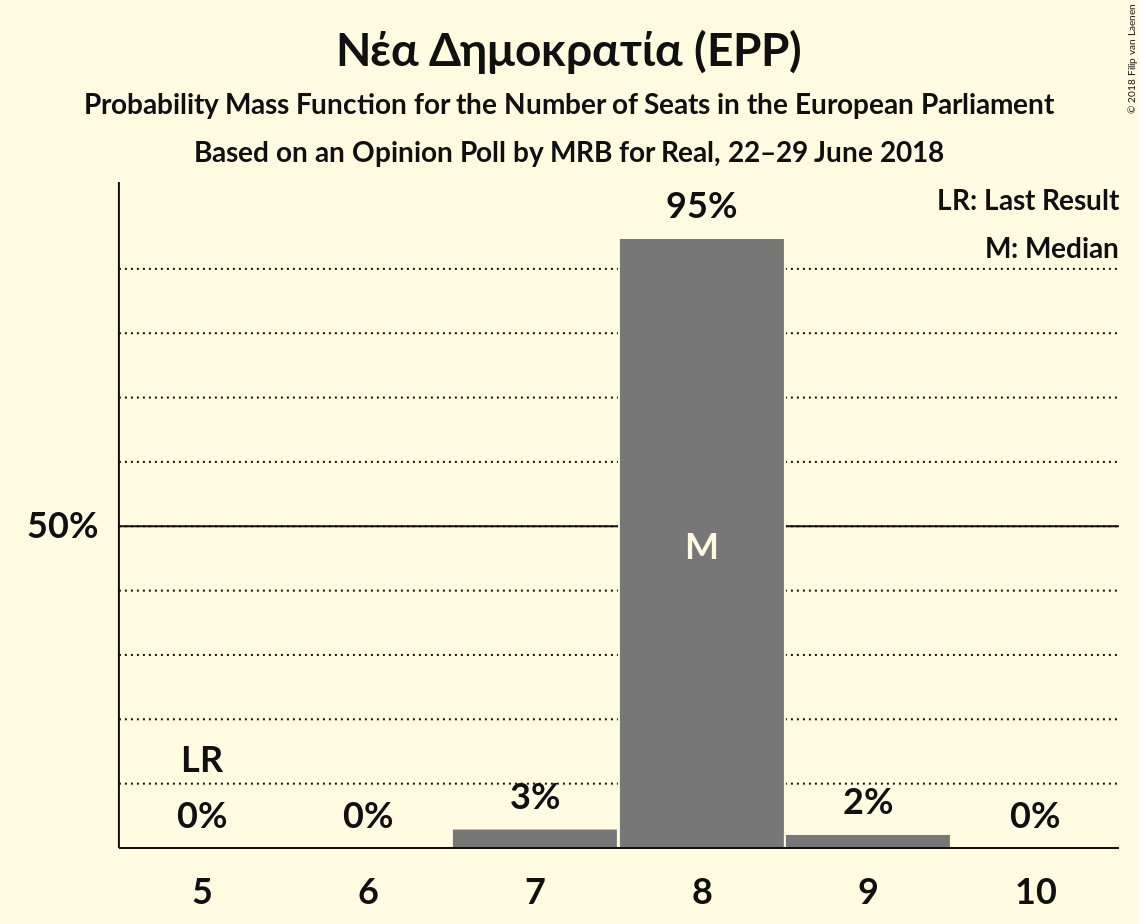 Νέα Δημοκρατία (EPP)
Probability Mass Function for the Number of Seats in the European Parliament
Based on an Opinion Poll by MRB for Real, 22–29 June 2018
© 2018 Filip van Laenen
LR: Last Result
M: Median
95%
50%
M
LR
0%
0%
3%
2%
0%
5
6
7
8
9
10